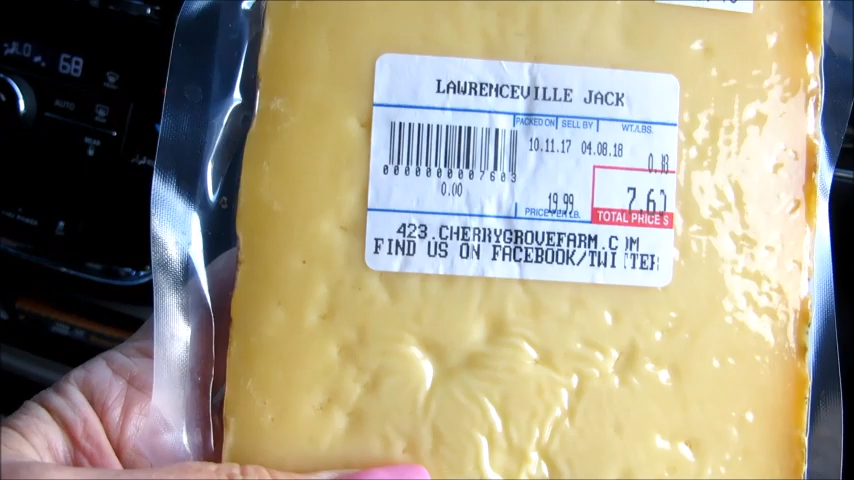 68
AUTO
LAWRENCEVILLE JACK
PACKED ON SELL BY WT./LBS.
10.11.17 04.08.18
000000007603
0.00 19.99
PRICE PER LB. TOTAL PRICE $
423.CHERRYGROVEFARM.COM
FIND US ON FACEBOOK/TWITTER